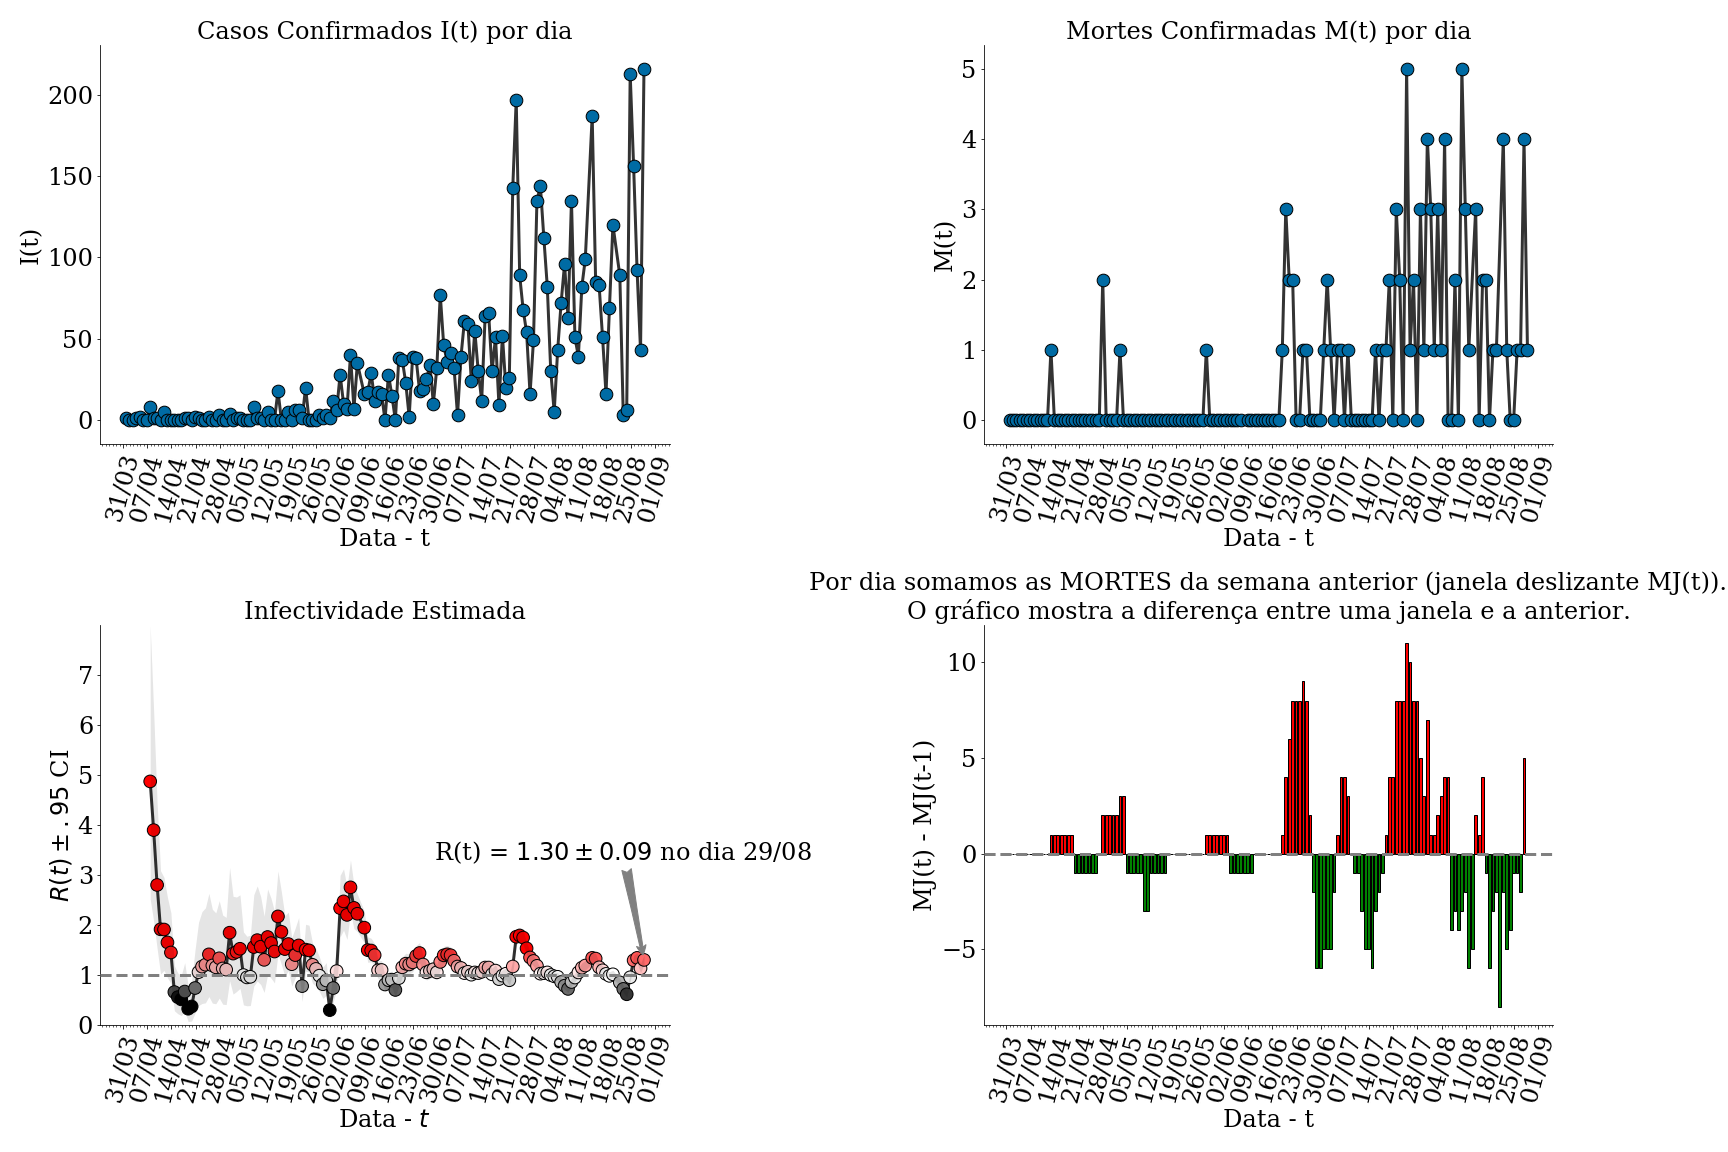 Casos Confirmados I(t) por dia
I(t)
200
150
100
50
0
31/03 07/04 14/04 21/04 28/04 05/05 12/05 19/05 26/05 02/06 09/06 16/06 23/06 30/06 07/07 14/07 21/07 28/07 04/08 11/08 18/08 25/08 01/09
Data - t
Mortes Confirmadas M(t) por dia
M(t)
5
4
3
2
1
0
31/03 07/04 14/04 21/04 28/04 05/05 12/05 19/05 26/05 02/06 09/06 16/06 23/06 30/06 07/07 14/07 21/07 28/07 04/08 11/08 18/08 25/08 01/09
Data - t
Infectividade Estimada
R(t) ± .95 CI
7
6
5
4
3
2
1
0
R(t) = 1.30 ± 0.09 no dia 29/08
31/03 07/04 14/04 21/04 28/04 05/05 12/05 19/05 26/05 02/06 09/06 16/06 23/06 30/06 07/07 14/07 21/07 28/07 04/08 11/08 18/08 25/08 01/09
Data - t
Por dia somamos as MORTES da semana anterior (janela deslizante MJ(t)).
O gráfico mostra a diferença entre uma janela e a anterior.
MJ(t) - MJ(t-1)
10
5
0
−5
31/03 07/04 14/04 21/04 28/04 05/05 12/05 19/05 26/05 02/06 09/06 16/06 23/06 30/06 07/07 14/07 21/07 28/07 04/08 11/08 18/08 25/08 01/09
Data - t